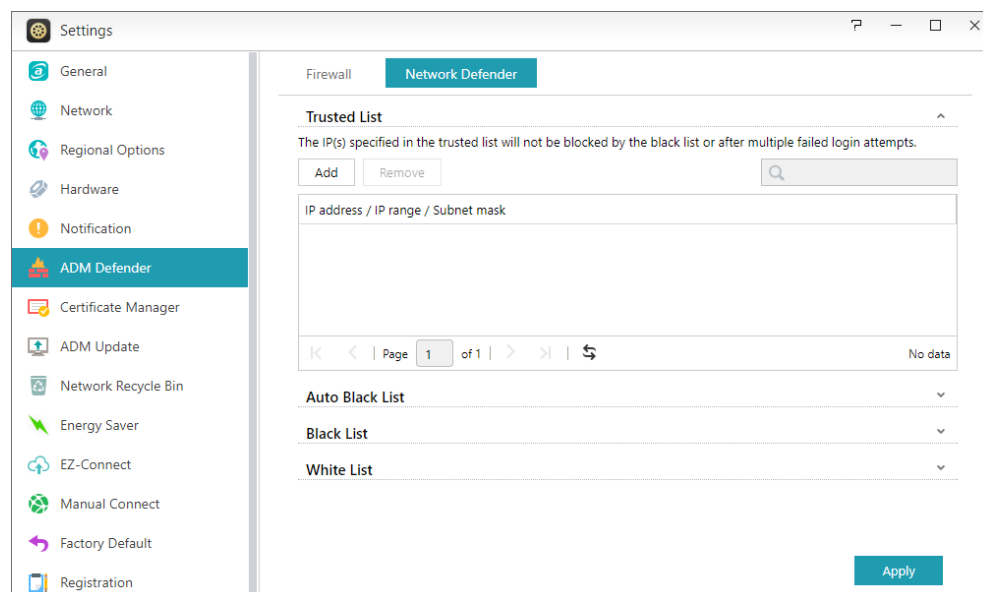 Settings
General
Network
Regional Options
Hardware
Notification
ADM Defender
Certificate Manager
ADM Update
Network Recycle Bin
Energy Saver
EZ-Connect
Manual Connect
Factory Default
Registration
Firewall
Network Defender
Trusted List
The IP(s) specified in the trusted list will not be blocked by the black list or after multiple failed login attempts.
Add
Remove
IP address / IP range / Subnet mask
Page 1 of 1
No data
Auto Black List
Black List
White List
Apply